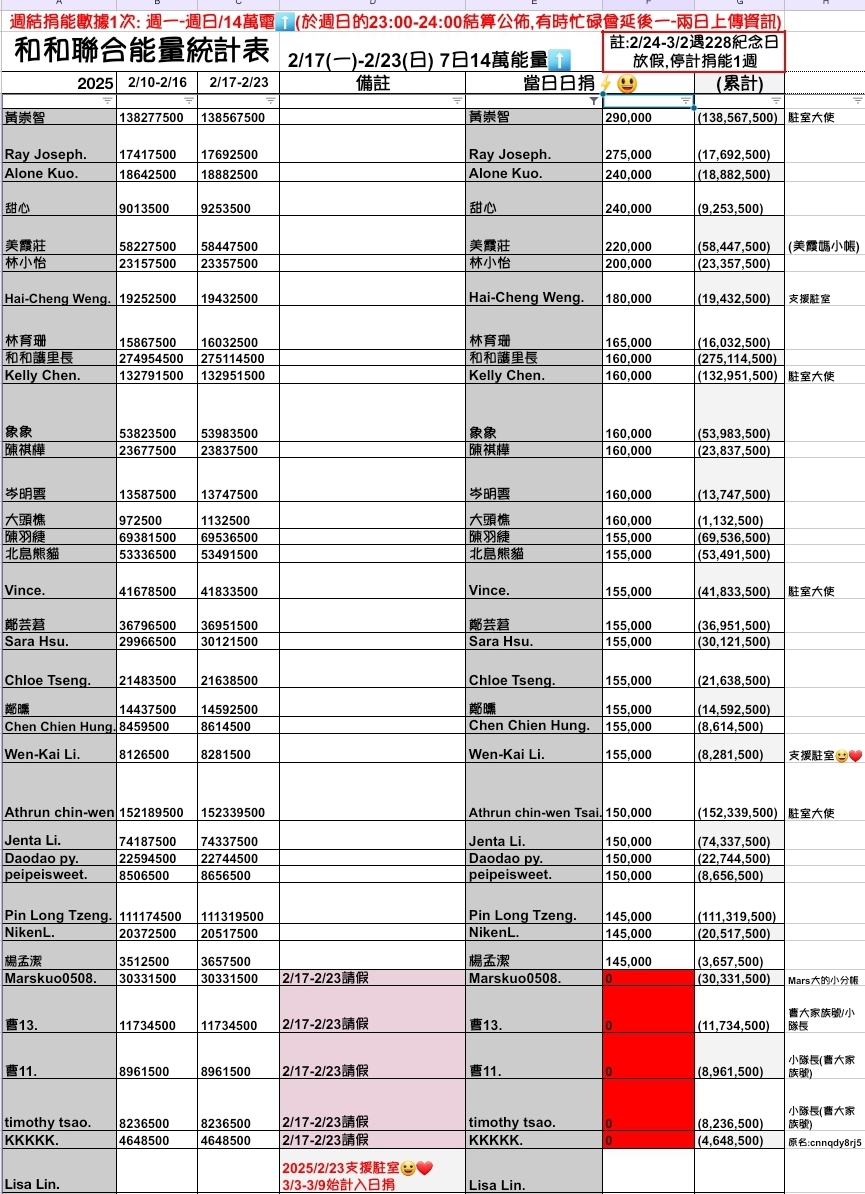 A B C D E F G H
週結捐能數據1次: 週一-週日/14萬電⬆️(於週日的23:00-24:00結算公佈,有時忙碌會延後一-兩日上傳資訊)
和和聯合能量統計表 2/17(一)-2/23(日) 7日14萬能量⬆️ 註:2/24-3/2遇228紀念日
放假,停計捐能1週
2025 2/10-2/16 2/17-2/23 備註 當日日捐⚡😃 (累計)
黃崇智 138277500 138567500 黃崇智 290,000 (138,567,500) 駐室大使
Ray Joseph. 17417500 17692500 Ray Joseph. 275,000 (17,692,500)
Alone Kuo. 18642500 18882500 Alone Kuo. 240,000 (18,882,500)
甜心 9013500 9253500 甜心 240,000 (9,253,500)
美霞莊 58227500 58447500 美霞莊 220,000 (58,447,500) (美霞媽小帳)
林小怡 23157500 23357500 林小怡 200,000 (23,357,500)
Hai-Cheng Weng. 19252500 19432500 Hai-Cheng Weng. 180,000 (19,432,500) 支援駐室
林育珊 15867500 16032500 林育珊 165,000 (16,032,500)
和和護里長 274954500 275114500 和和護里長 160,000 (275,114,500)
Kelly Chen. 132791500 132951500 Kelly Chen. 160,000 (132,951,500) 駐室大使
象象 53823500 53983500 象象 160,000 (53,983,500)
陳祺樺 23677500 23837500 陳祺樺 160,000 (23,837,500)
岑明雲 13587500 13747500 岑明雲 160,000 (13,747,500)
大頭樵 972500 1132500 大頭樵 160,000 (1,132,500)
陳羽緁 69381500 69536500 陳羽緁 155,000 (69,536,500)
北島熊貓 53336500 53491500 北島熊貓 155,000 (53,491,500)
Vince. 41678500 41833500 Vince. 155,000 (41,833,500) 駐室大使
鄭芸莙 36796500 36951500 鄭芸莙 155,000 (36,951,500)
Sara Hsu. 29966500 30121500 Sara Hsu. 155,000 (30,121,500)
Chloe Tseng. 21483500 21638500 Chloe Tseng. 155,000 (21,638,500)
鄭曛 14437500 14592500 鄭曛 155,000 (14,592,500)
Chen Chien Hung. 8459500 8614500 Chen Chien Hung. 155,000 (8,614,500)
Wen-Kai Li. 8126500 8281500 Wen-Kai Li. 155,000 (8,281,500) 支援駐室😀❤️
Athrun chin-wen 152189500 152339500 Athrun chin-wen Tsai. 150,000 (152,339,500) 駐室大使
Jenta Li. 74187500 74337500 Jenta Li. 150,000 (74,337,500)
Daodao py. 22594500 22744500 Daodao py. 150,000 (22,744,500)
peipeisweet. 8506500 8656500 peipeisweet. 150,000 (8,656,500)
Pin Long Tzeng. 111174500 111319500 Pin Long Tzeng. 145,000 (111,319,500)
NikenL. 20372500 20517500 NikenL. 145,000 (20,517,500)
楊孟潔 3512500 3657500 楊孟潔 145,000 (3,657,500)
Marskuo0508. 30331500 30331500 2/17-2/23請假 Marskuo0508. 0 (30,331,500) Mars大的小分帳
曹13. 11734500 11734500 2/17-2/23請假 曹13. 0 (11,734,500) 曹大家族號/小
隊長
曹11. 8961500 8961500 2/17-2/23請假 曹11. 0 (8,961,500) 小隊長(曹大家
族號)
timothy tsao. 8236500 8236500 2/17-2/23請假 timothy tsao. 0 (8,236,500) 小隊長(曹大家
族號)
KKKKK. 4648500 4648500 2/17-2/23請假 KKKKK. 0 (4,648,500) 原名:cnnqdy8rj5
Lisa Lin. 2025/2/23支援駐室😀❤️
3/3-3/9始計入日捐 Lisa Lin.